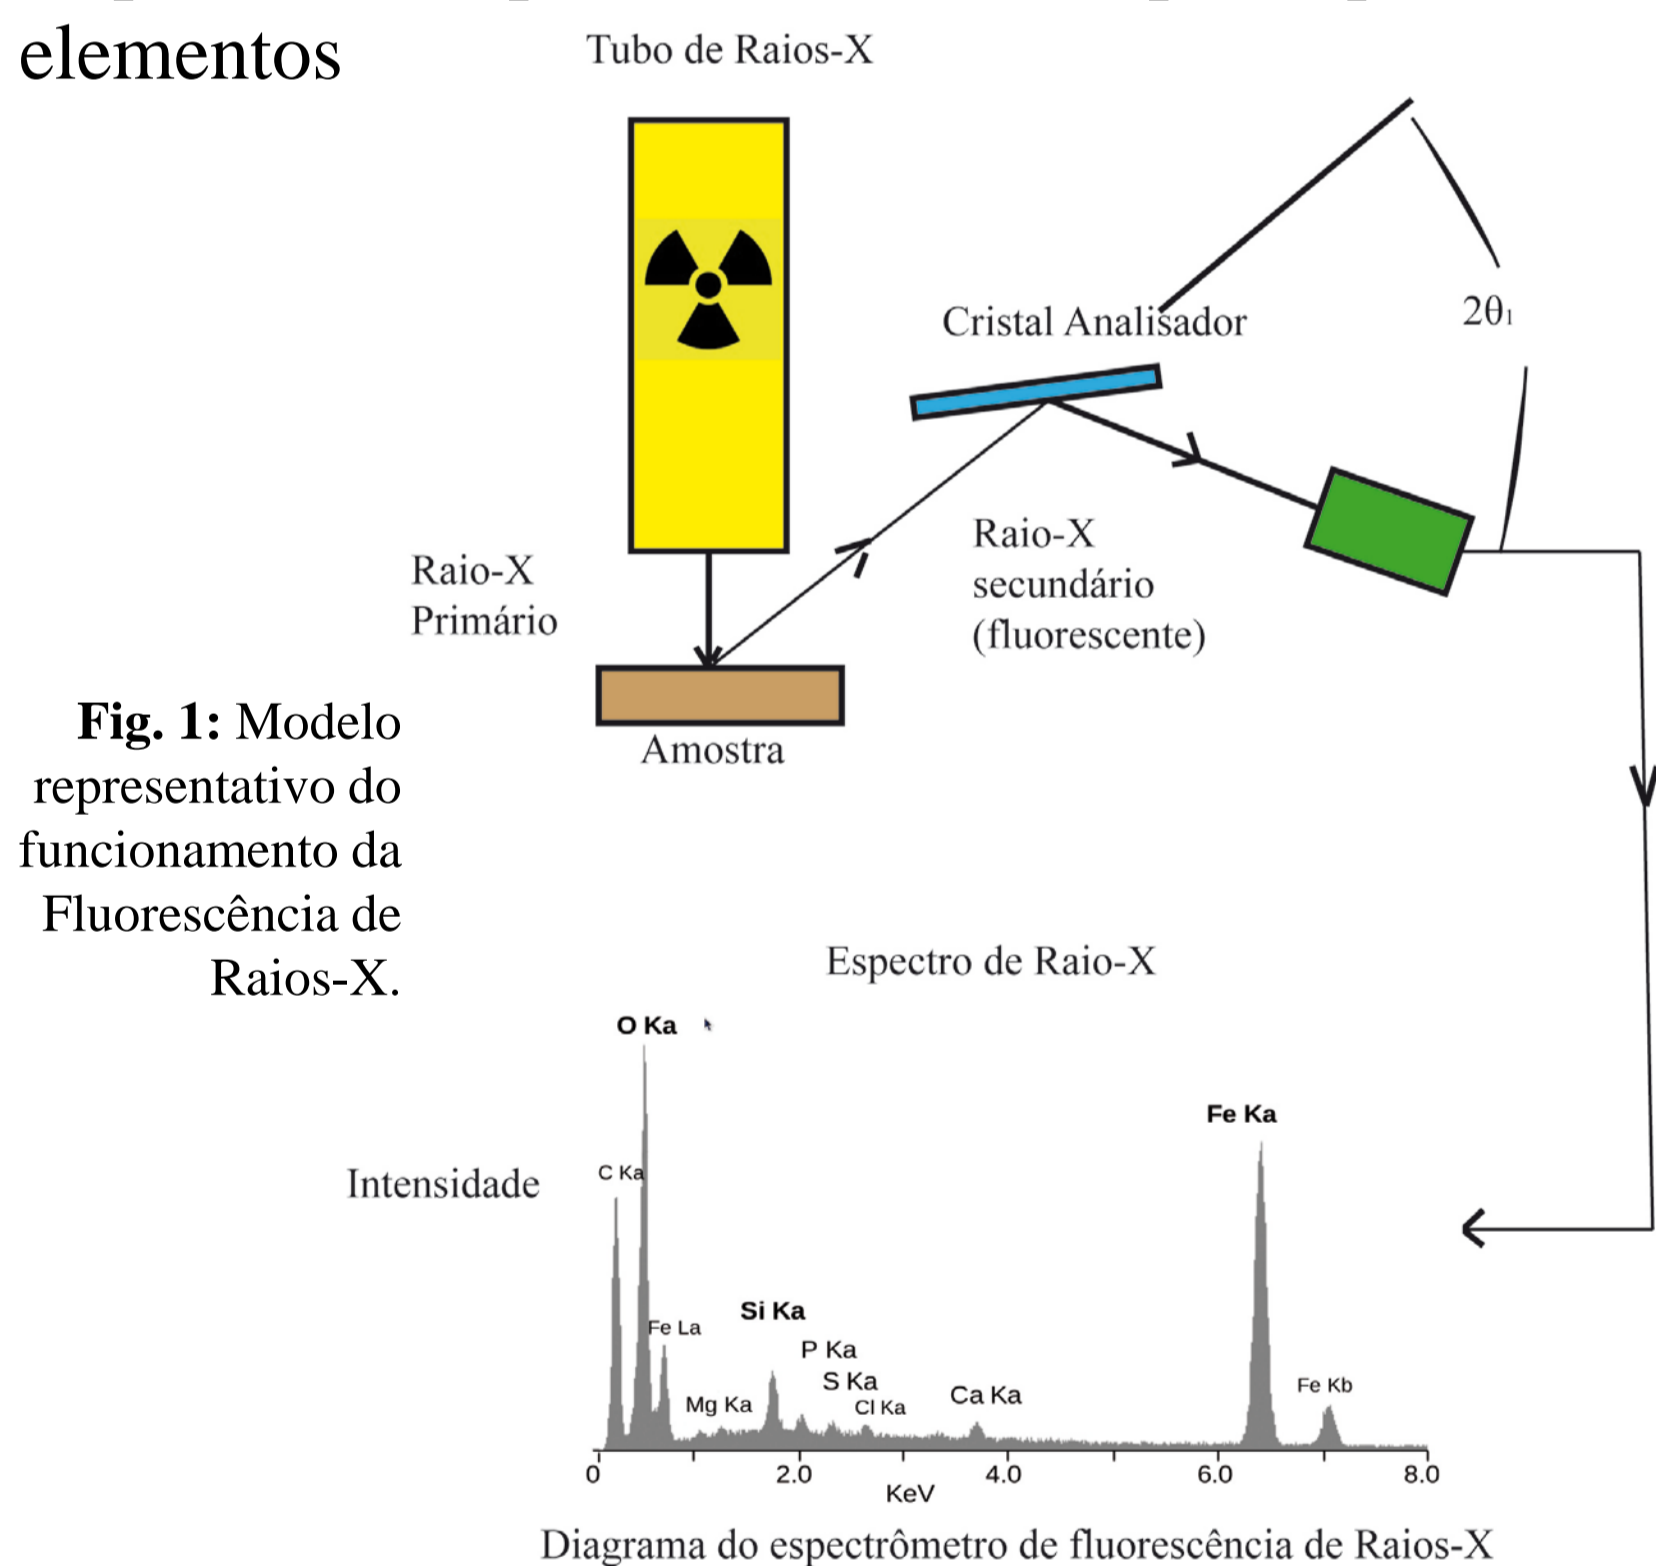 elementos
Tubo de Raios-X
Cristal Analisador
2θ₁
Raio-X
Primário
Raio-X
secundário
(fluorescente)
Amostra
Fig. 1: Modelo
representativo do
funcionamento da
Fluorescência de
Raios-X.
Espectro de Raio-X
O Ka
Fe Ka
C Ka
Intensidade
Si Ka
Fe La
P Ka
S Ka
Mg Ka
Cl Ka
Ca Ka
Fe Kb
0 2.0 4.0 6.0 8.0
KeV
Diagrama do espectrômetro de fluorescência de Raios-X